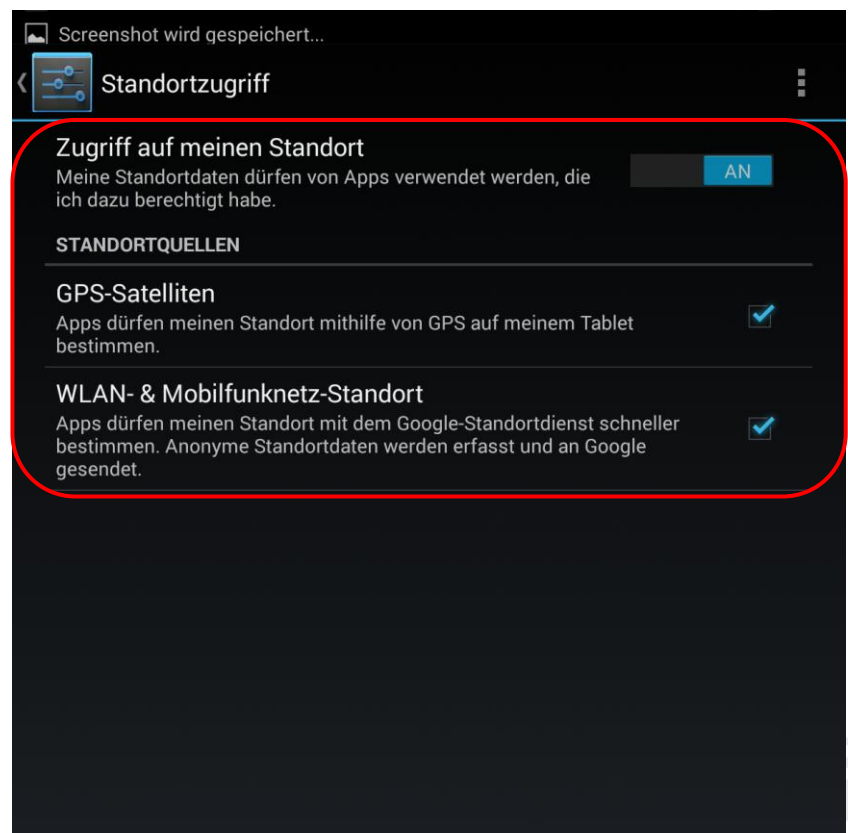 Screenshot wird gespeichert...
Standortzugriff
Zugriff auf meinen Standort
Meine Standortdaten dürfen von Apps verwendet werden, die
ich dazu berechtigt habe.
AN
STANDORTQUELLEN
GPS-Satelliten
Apps dürfen meinen Standort mithilfe von GPS auf meinem Tablet
bestimmen.
WLAN- & Mobilfunknetz-Standort
Apps dürfen meinen Standort mit dem Google-Standortdienst schneller
bestimmen. Anonyme Standortdaten werden erfasst und an Google
gesendet.